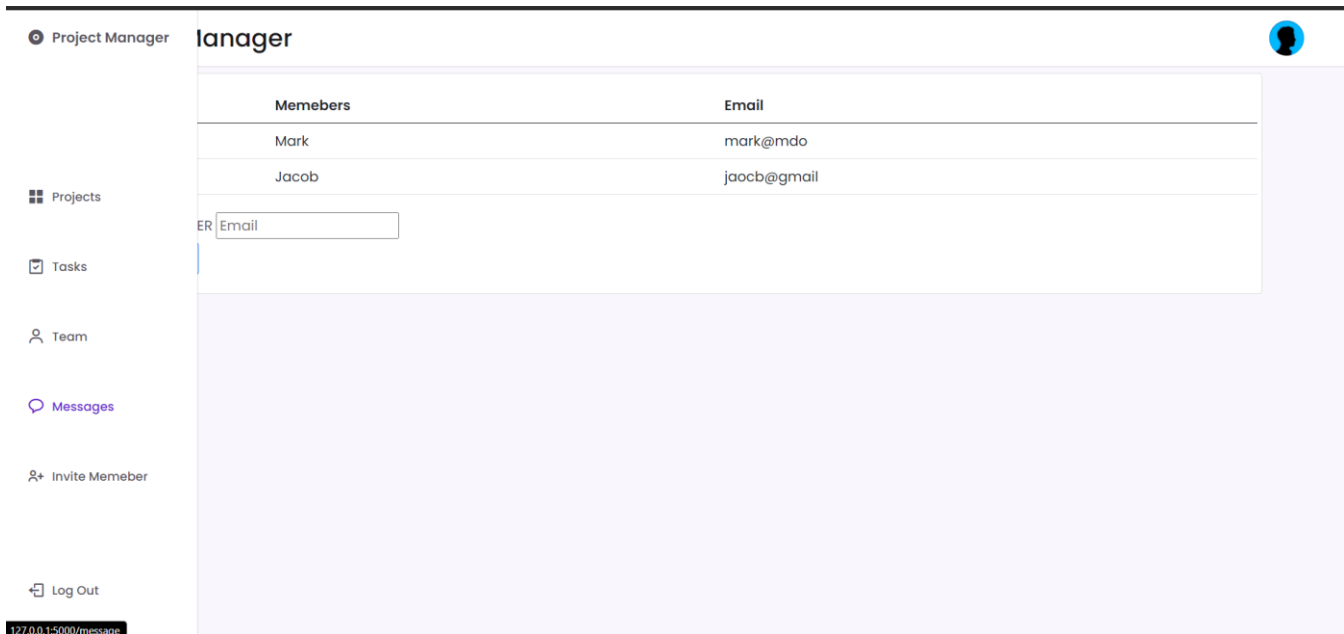 Project Manager
Manager
Memebers Email
Mark mark@mdo
Jacob jaocb@gmail
Projects
ER Email
Tasks
Team
Messages
Invite Memeber
Log Out
127.0.0.1:5000/message